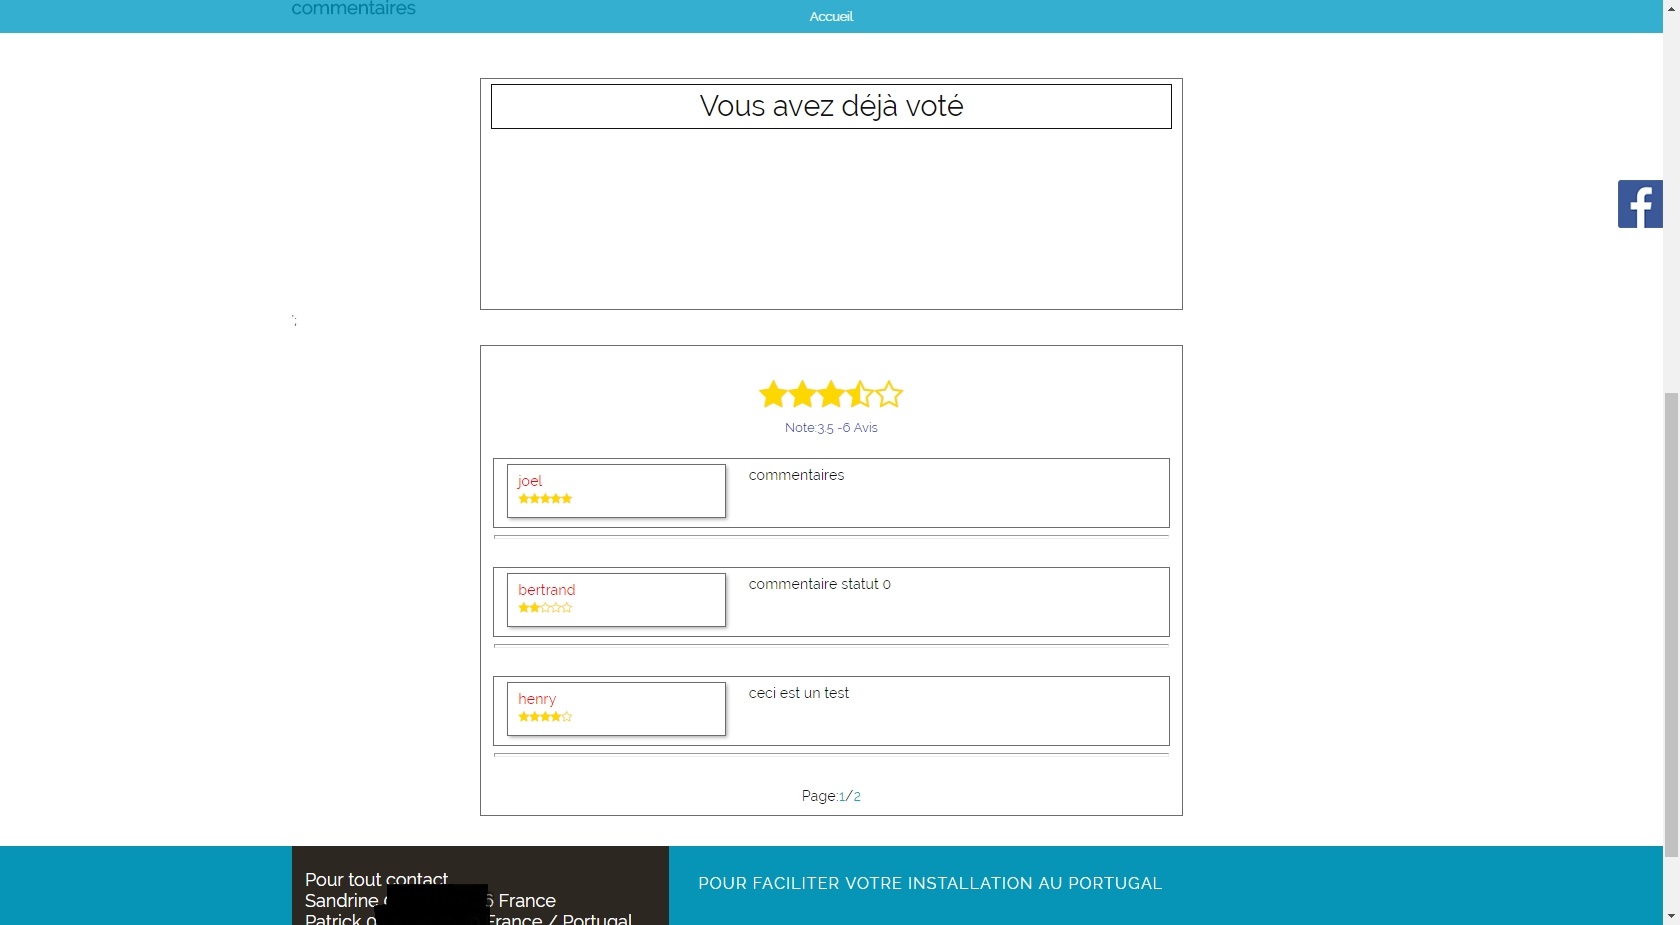 commentaires
Accueil
Vous avez déjà voté
';
Note:3.5 -6 Avis
joel
commentaires
bertrand
commentaire statut 0
henry
ceci est un test
Page:1/2
Pour tout contact
Sandrine 6 France
Patrick 0 France / Portugal
POUR FACILITER VOTRE INSTALLATION AU PORTUGAL